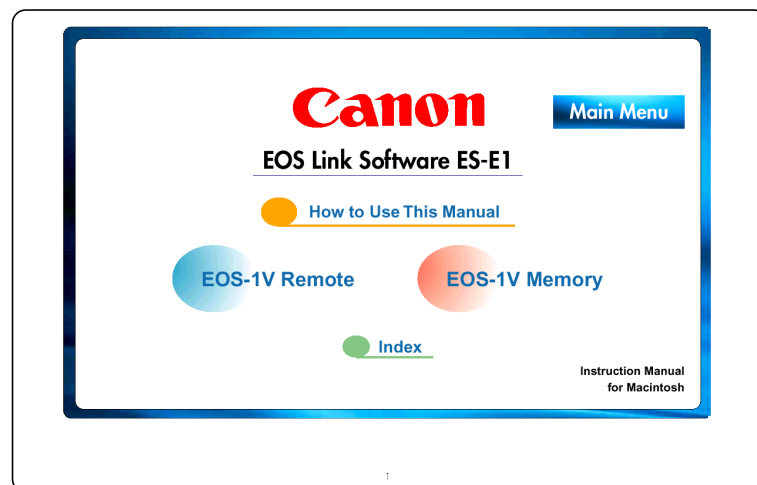 Canon
Main Menu
EOS Link Software ES-E1
How to Use This Manual
EOS-1V Remote
EOS-1V Memory
Index
Instruction Manual
for Macintosh
1